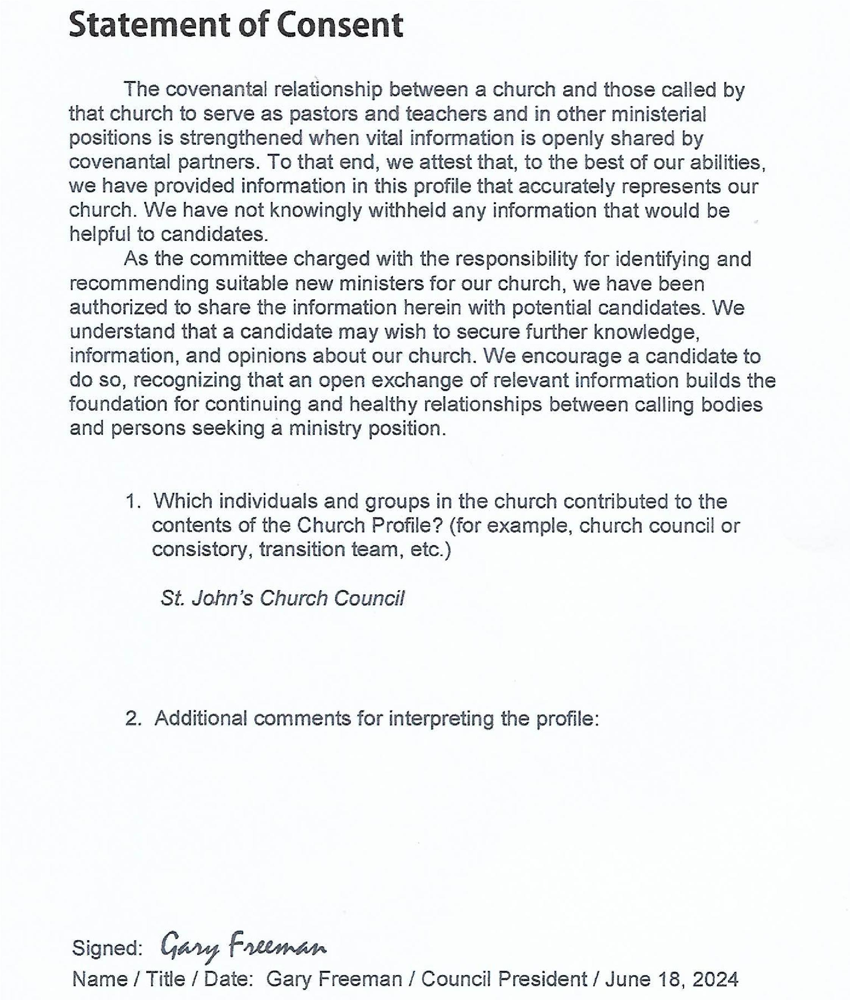 Statement of Consent
The covenantal relationship between a church and those called by
that church to serve as pastors and teachers and in other ministerial
positions is strengthened when vital information is openly shared by
covenantal partners. To that end, we attest that, to the best of our abilities,
we have provided information in this profile that accurately represents our
church. We have not knowingly withheld any information that would be
helpful to candidates.
As the committee charged with the responsibility for identifying and
recommending suitable new ministers for our church, we have been
authorized to share the information herein with potential candidates. We
understand that a candidate may wish to secure further knowledge,
information, and opinions about our church. We encourage a candidate to
do so, recognizing that an open exchange of relevant information builds the
foundation for continuing and healthy relationships between calling bodies
and persons seeking a ministry position.
1. Which individuals and groups in the church contributed to the
contents of the Church Profile? (for example, church council or
consistory, transition team, etc.)
St. John's Church Council
2. Additional comments for interpreting the profile:
Signed: Gary Freeman
Name / Title / Date: Gary Freeman / Council President / June 18, 2024